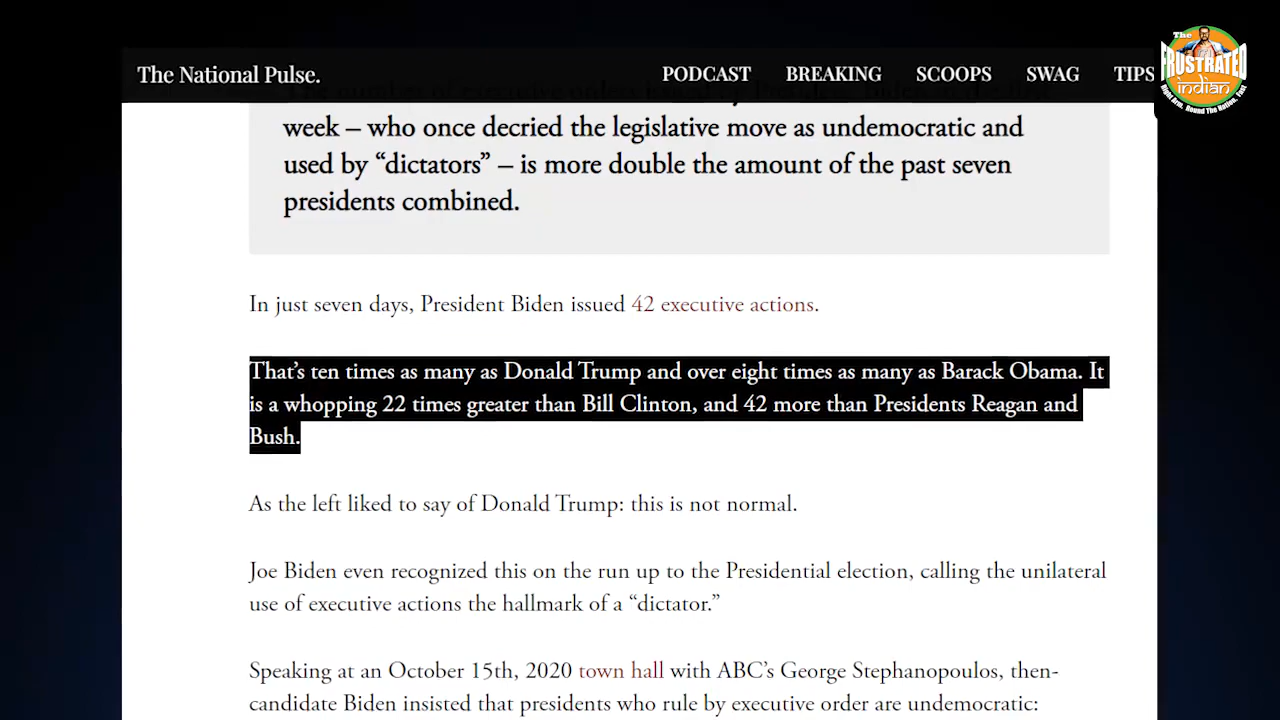 The National Pulse.
PODCAST BREAKING SCOOPS SWAG TIPS
The
FRUSTRATED
indian
Right Arm. Round The Nation. Fast
week – who once decried the legislative move as undemocratic and
used by “dictators” – is more double the amount of the past seven
presidents combined.
In just seven days, President Biden issued 42 executive actions.
That’s ten times as many as Donald Trump and over eight times as many as Barack Obama. It
is a whopping 22 times greater than Bill Clinton, and 42 more than Presidents Reagan and
Bush.
As the left liked to say of Donald Trump: this is not normal.
Joe Biden even recognized this on the run up to the Presidential election, calling the unilateral
use of executive actions the hallmark of a “dictator.”
Speaking at an October 15th, 2020 town hall with ABC’s George Stephanopoulos, then-
candidate Biden insisted that presidents who rule by executive order are undemocratic: